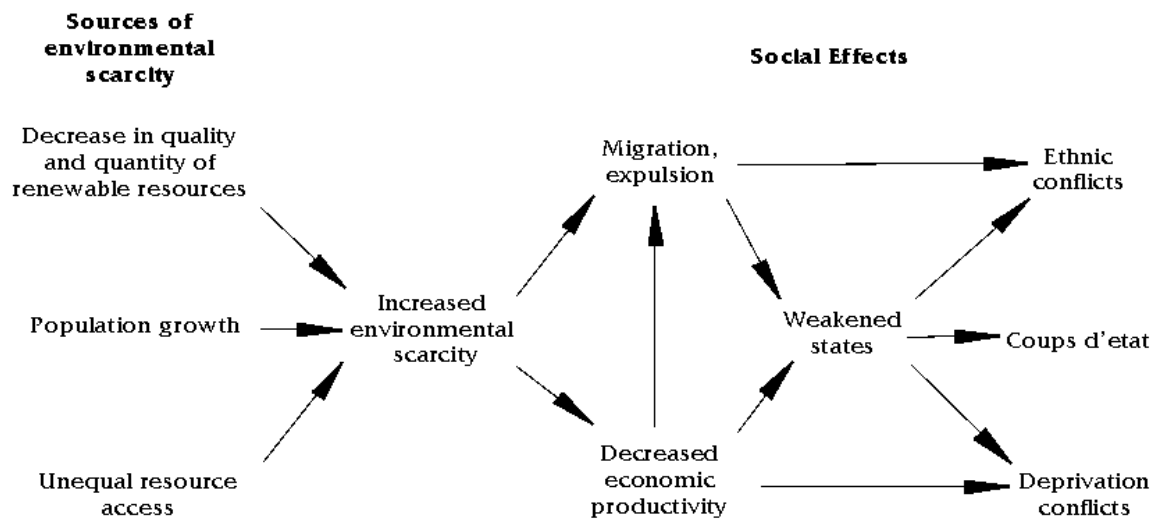 Sources of
environmental
scarcity
Social Effects
Decrease in quality
and quantity of
renewable resources
Migration,
expulsion
Ethnic
conflicts
Population growth
Increased
environmental
scarcity
Weakened
states
Coups d'etat
Unequal resource
access
Decreased
economic
productivity
Deprivation
conflicts